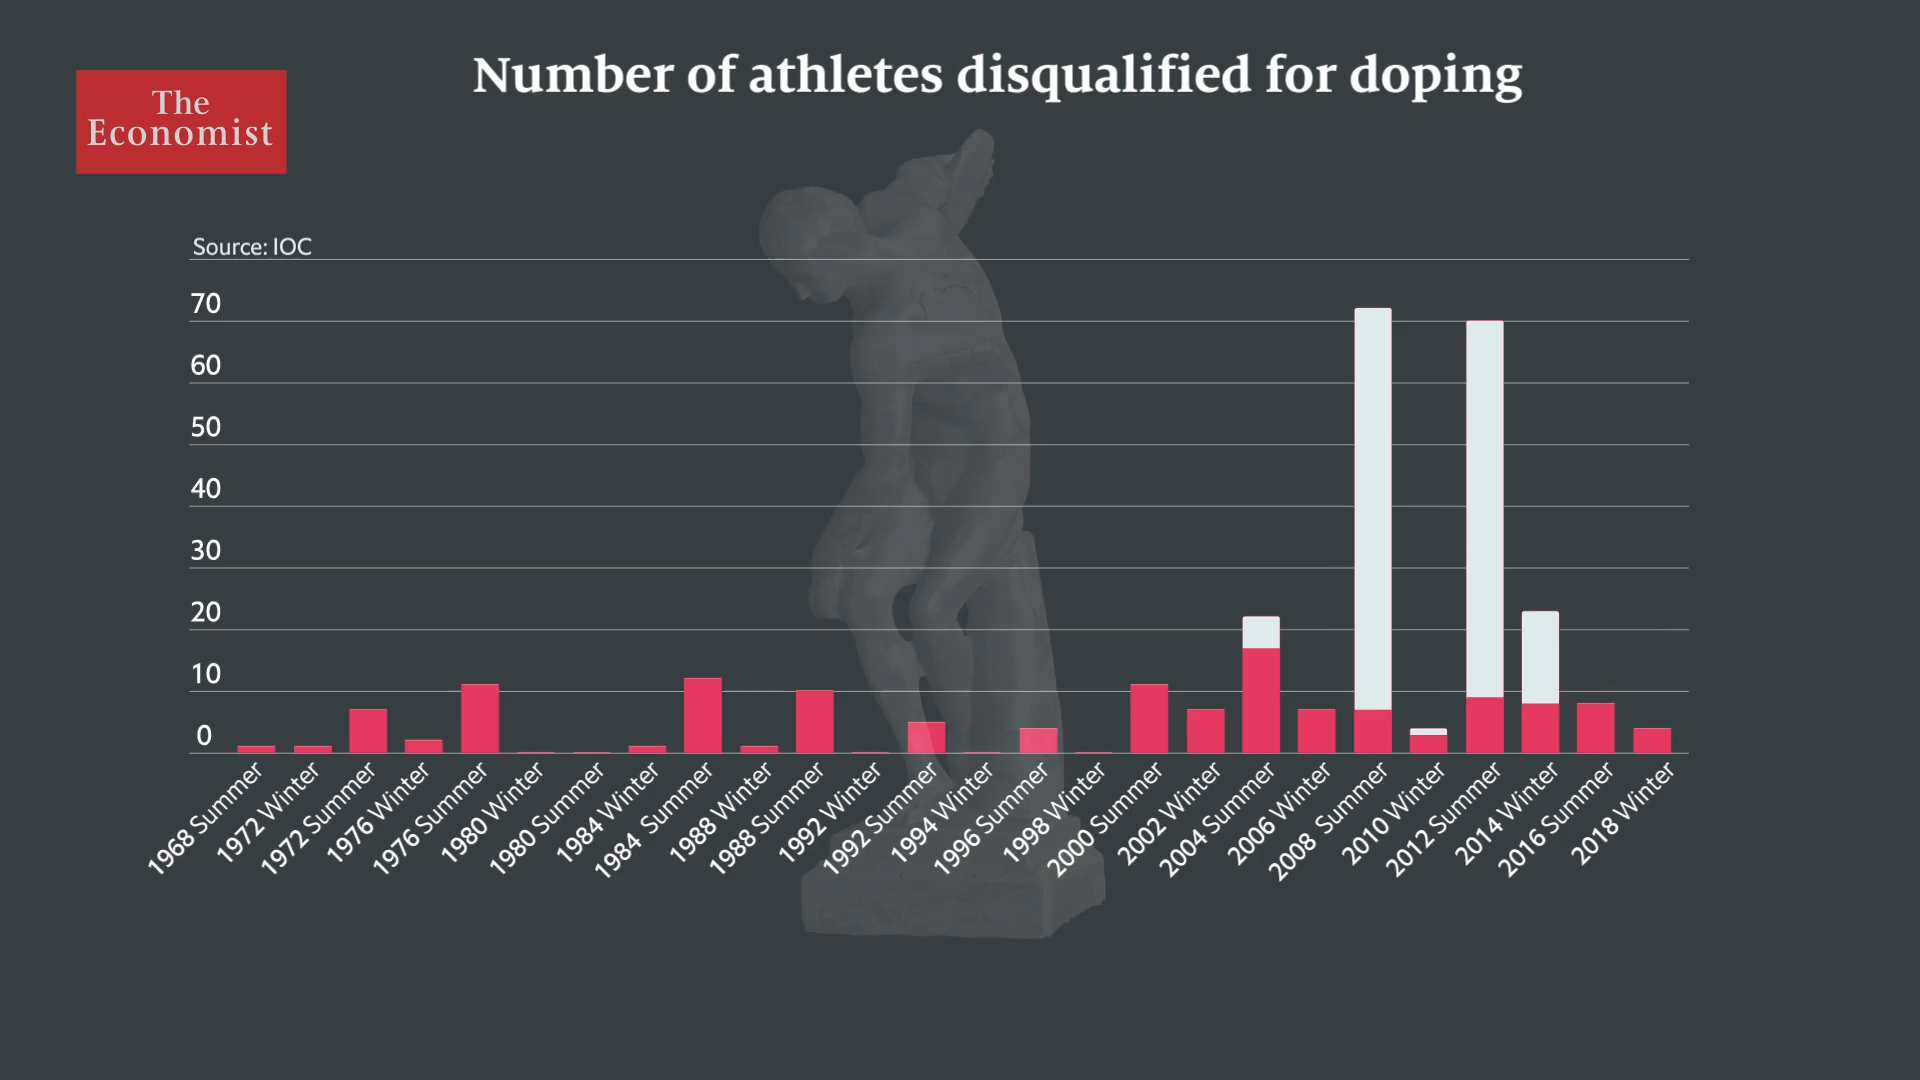 Number of athletes disqualified for doping
The
Economist
Source: IOC
70
60
50
40
30
20
10
0
1968 Summer
1972 Winter
1972 Summer
1976 Winter
1976 Summer
1980 Winter
1980 Summer
1984 Winter
1984 Summer
1988 Winter
1988 Summer
1992 Winter
1992 Summer
1994 Winter
1996 Summer
1998 Winter
2000 Summer
2002 Winter
2004 Summer
2006 Winter
2008 Summer
2010 Winter
2012 Summer
2014 Winter
2016 Summer
2018 Winter